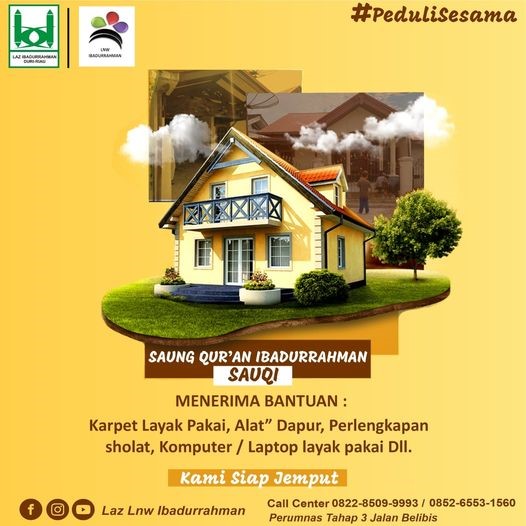 #PeduliSesama
LAZ IBADURRAHMAN
DURI-RIAU
LNW
IBADURRAHMAN
SAUNG QUR'AN IBADURRAHMAN
SAUQI
MENERIMA BANTUAN :
Karpet Layak Pakai, Alat” Dapur, Perlengkapan
sholat, Komputer / Laptop layak pakai Dll.
Kami Siap Jemput
Laz Lnw Ibadurrahman
Call Center 0822-8509-9993 / 0852-6553-1560
Perumnas Tahap 3 Jalan Belibis